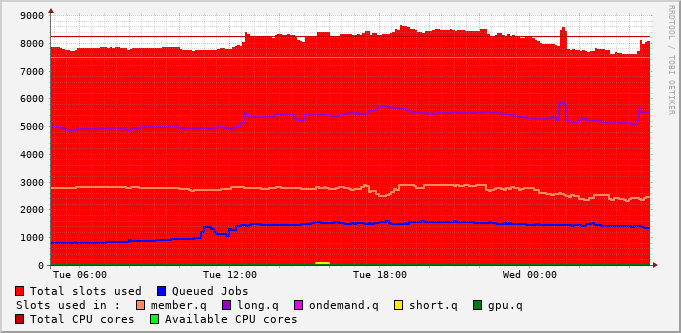 9000
8000
7000
6000
5000
4000
3000
2000
1000
0
Tue 06:00 Tue 12:00 Tue 18:00 Wed 00:00
RRDTOOL / TOBI OETIKER
Total slots used Queued Jobs
Slots used in : member.q long.q ondemand.q short.q gpu.q
Total CPU cores Available CPU cores